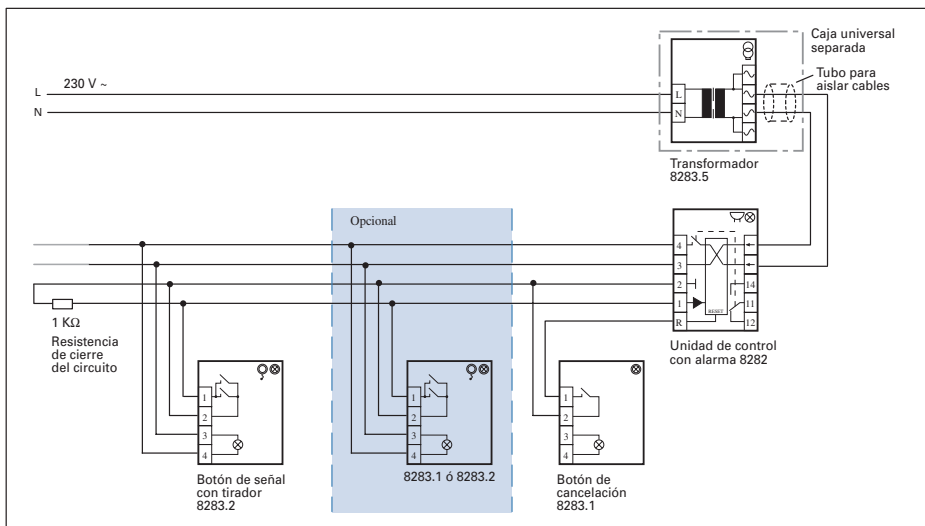 Caja universal
separada
Tubo para
aislar cables
L 230 V ~
N
L
N
Transformador
8283.5
Opcional
4
3
2
1
R
14
11
12
RESET
1 KΩ
Resistencia
de cierre
del circuito
Unidad de control
con alarma 8282
1
2
3
4
1
2
3
4
1
2
3
4
Botón de señal
con tirador
8283.2
8283.1 ó 8283.2
Botón de
cancelación
8283.1